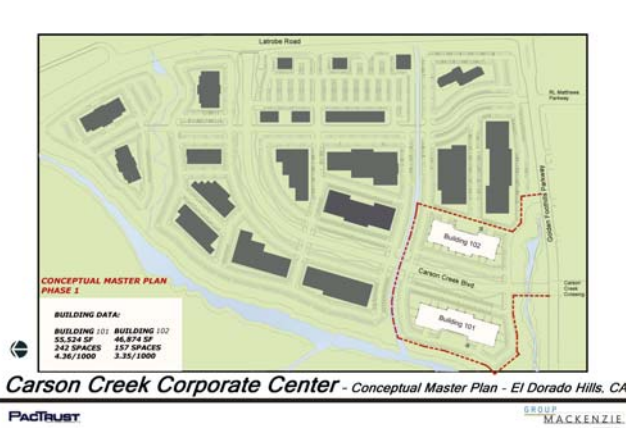 Latrobe Road
RL Matthews
Parkway
Golden Foothills Parkway
Building 102
Carson Creek Blvd
Carson
Creek
Crossing
Building 101
CONCEPTUAL MASTER PLAN
PHASE 1
BUILDING DATA:
BUILDING 101 BUILDING 102
55,524 SF 46,874 SF
242 SPACES 157 SPACES
4.36/1000 3.35/1000
Carson Creek Corporate Center - Conceptual Master Plan - El Dorado Hills, CA
PACTRUST
GROUP
MACKENZIE